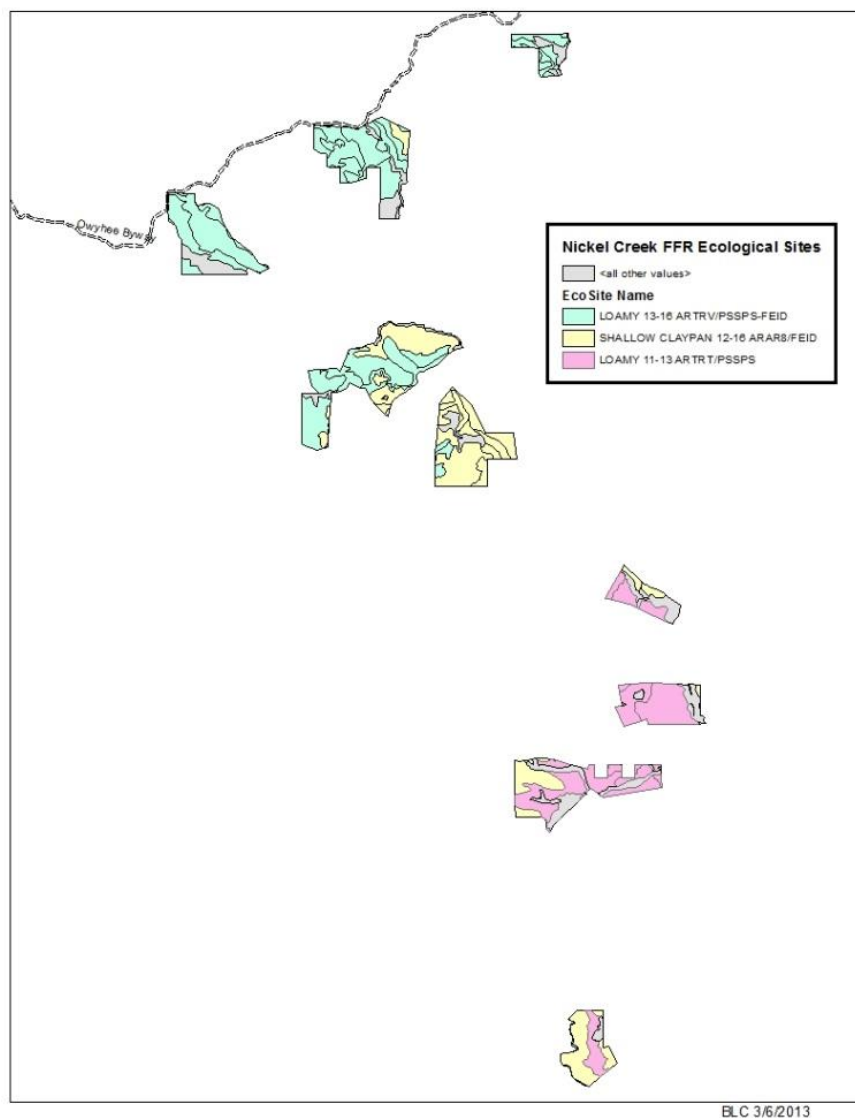 Owyhee Byway
Nickel Creek FFR Ecological Sites
<all other values>
EcoSite Name
LOAMY 13-16 ARTRV/PSSPS-FEID
SHALLOW CLAYPAN 12-16 ARAR8/FEID
LOAMY 11-13 ARTRT/PSSPS
BLC 3/6/2013